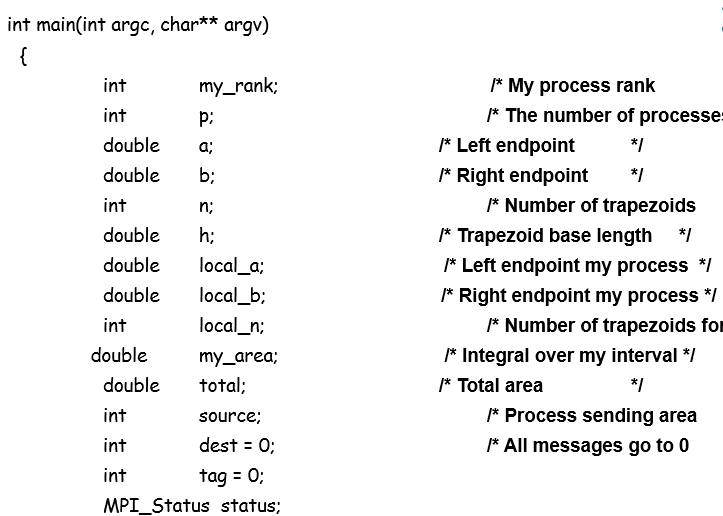 int main(int argc, char** argv)
{
int my_rank; /* My process rank
int p; /* The number of processes
double a; /* Left endpoint */
double b; /* Right endpoint */
int n; /* Number of trapezoids
double h; /* Trapezoid base length */
double local_a; /* Left endpoint my process */
double local_b; /* Right endpoint my process */
int local_n; /* Number of trapezoids for
double my_area; /* Integral over my interval */
double total; /* Total area */
int source; /* Process sending area
int dest = 0; /* All messages go to 0
int tag = 0;
MPI_Status status;